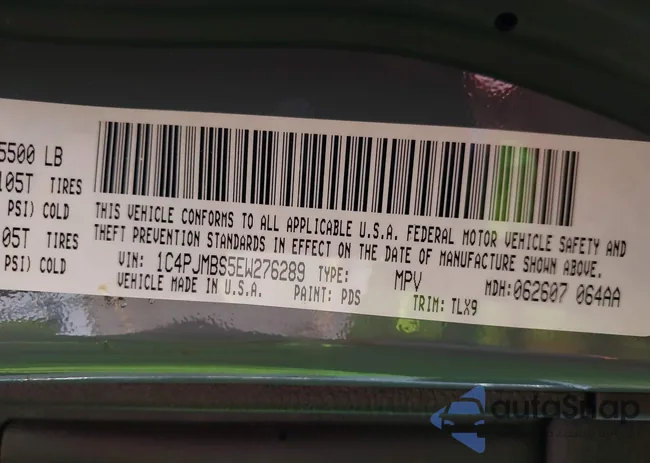 5500 LB
105T TIRES
PSI) COLD
05T TIRES
PSI) COLD
THIS VEHICLE CONFORMS TO ALL APPLICABLE U.S.A. FEDERAL MOTOR VEHICLE SAFETY AND
THEFT PREVENTION STANDARDS IN EFFECT ON THE DATE OF MANUFACTURE SHOWN ABOVE.
VIN: 1C4PJMBS5EW276289 TYPE: MPV MDH:062607 064AA
VEHICLE MADE IN U.S.A. PAINT: PDS TRIM: TLX9
autoSnap